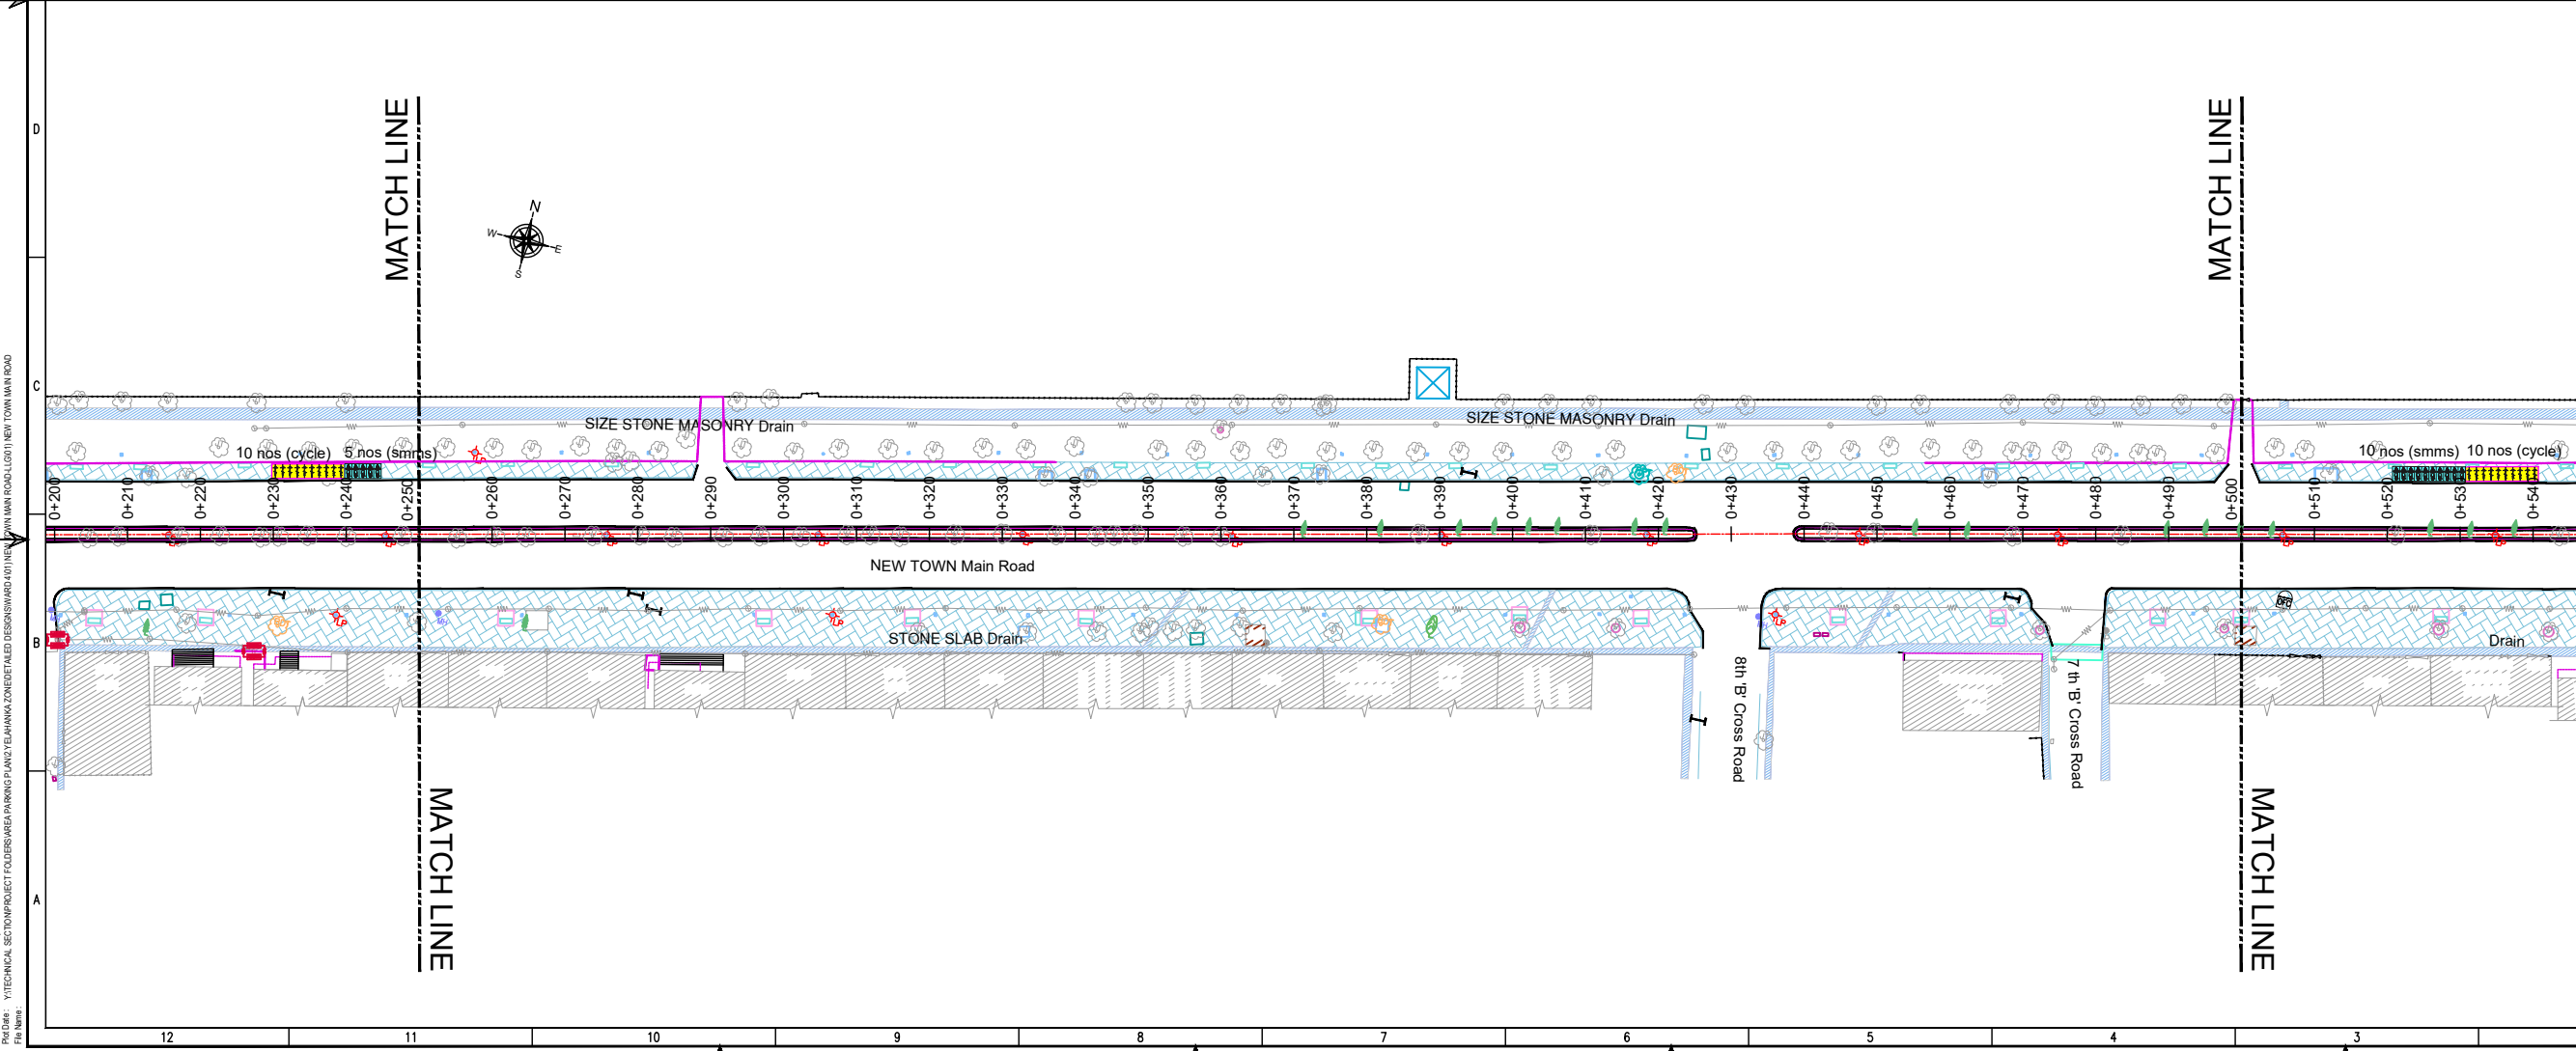 D
C
B
A
MATCH LINE
MATCH LINE
N
W
E
S
SIZE STONE MASONRY Drain
SIZE STONE MASONRY Drain
10 nos (cycle)
5 nos (smms)
10 nos (smms)
10 nos (cycle)
0+200
0+210
0+220
0+230
0+240
0+250
0+260
0+270
0+280
0+290
0+300
0+310
0+320
0+330
0+340
0+350
0+360
0+370
0+380
0+390
0+400
0+410
0+420
0+430
0+440
0+450
0+460
0+470
0+480
0+490
0+500
0+510
0+520
0+530
0+540
NEW TOWN Main Road
OFC
STONE SLAB Drain
Drain
8th 'B' Cross Road
7 th 'B' Cross Road
MATCH LINE
MATCH LINE
12
11
10
9
8
7
6
5
4
3
Plot Date :
File Name :